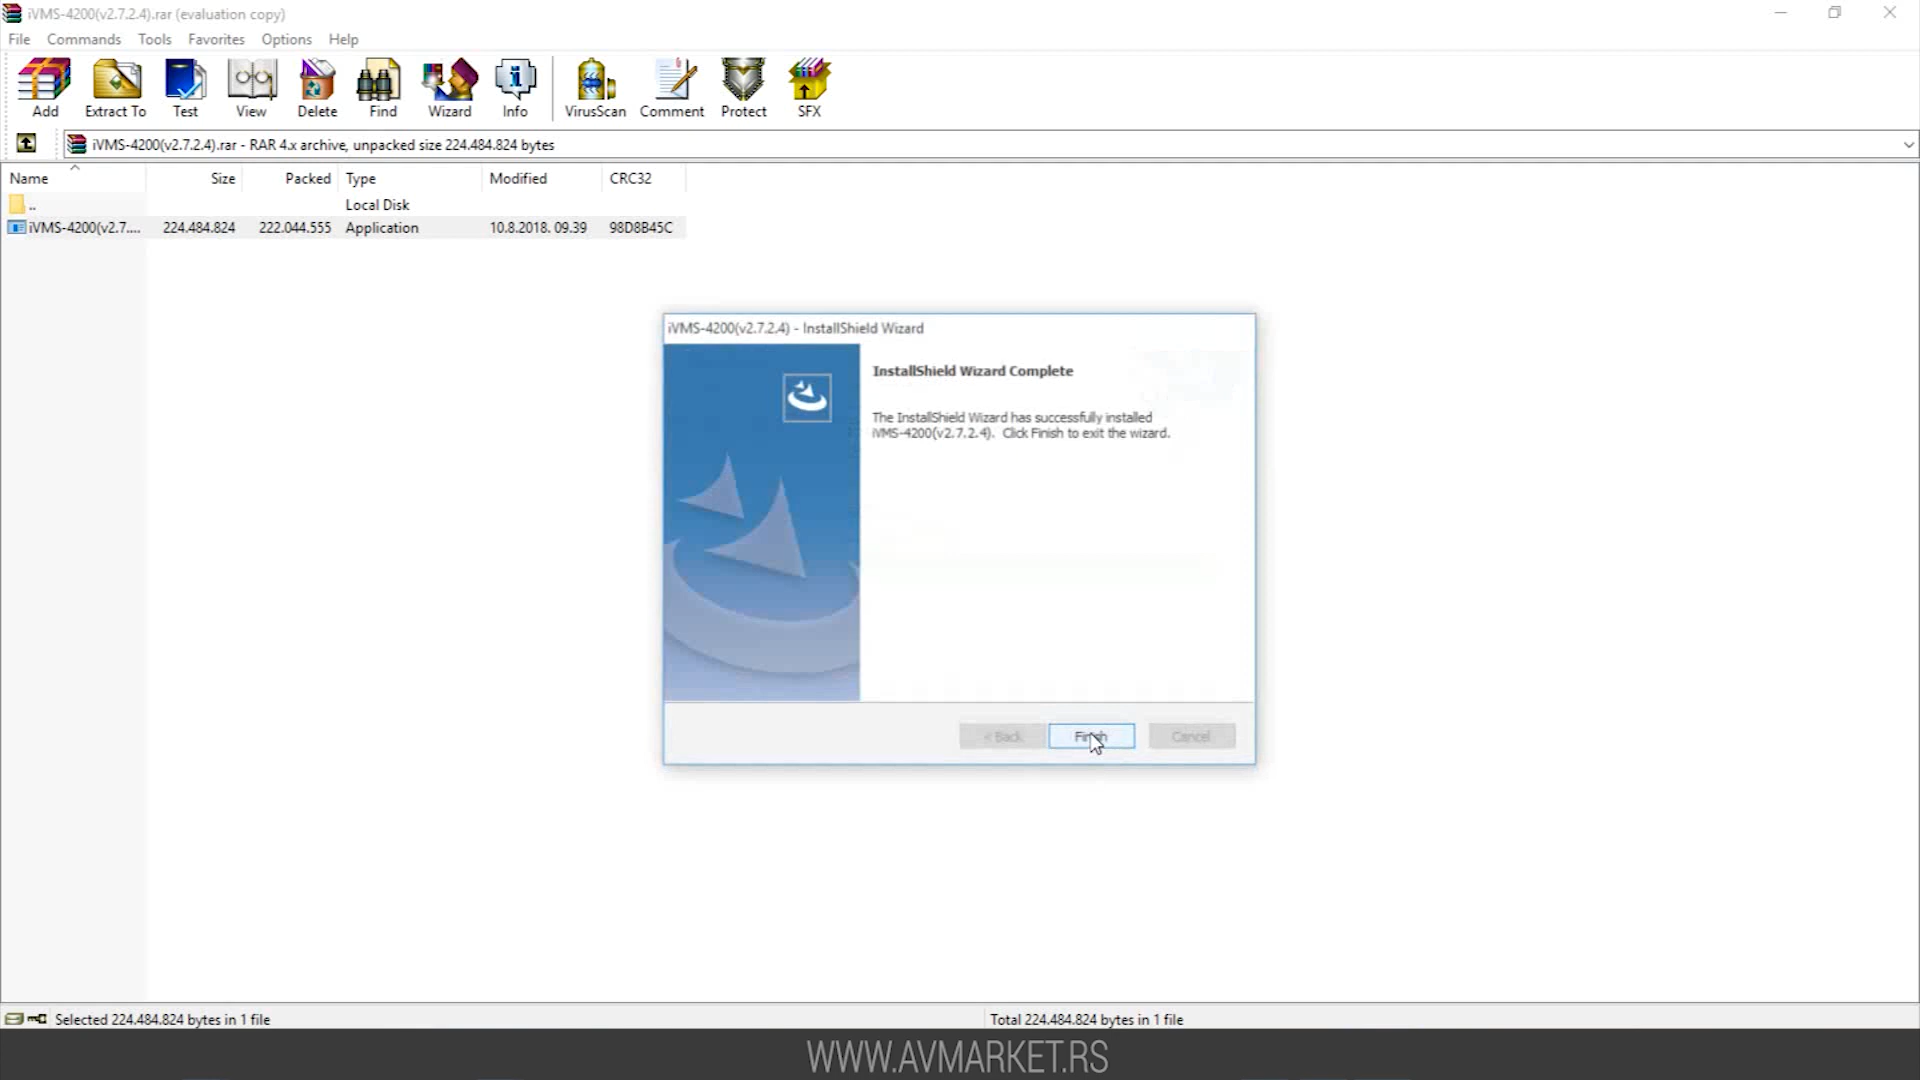 iVMS-4200(v2.7.2.4).rar (evaluation copy)
File Commands Tools Favorites Options Help
Add Extract To Test View Delete Find Wizard Info VirusScan Comment Protect SFX
iVMS-4200(v2.7.2.4).rar - RAR 4.x archive, unpacked size 224.484.824 bytes
Name Size Packed Type Modified CRC32
.. Local Disk
iVMS-4200(v2.7.... 224.484.824 222.044.555 Application 10.8.2018. 09.39 98D8B45C
iVMS-4200(v2.7.2.4) - InstallShield Wizard
InstallShield Wizard Complete
The InstallShield Wizard has successfully installed
iVMS-4200(v2.7.2.4). Click Finish to exit the wizard.
< Back Finish Cancel
Selected 224.484.824 bytes in 1 file Total 224.484.824 bytes in 1 file
WWW.AVMARKET.RS